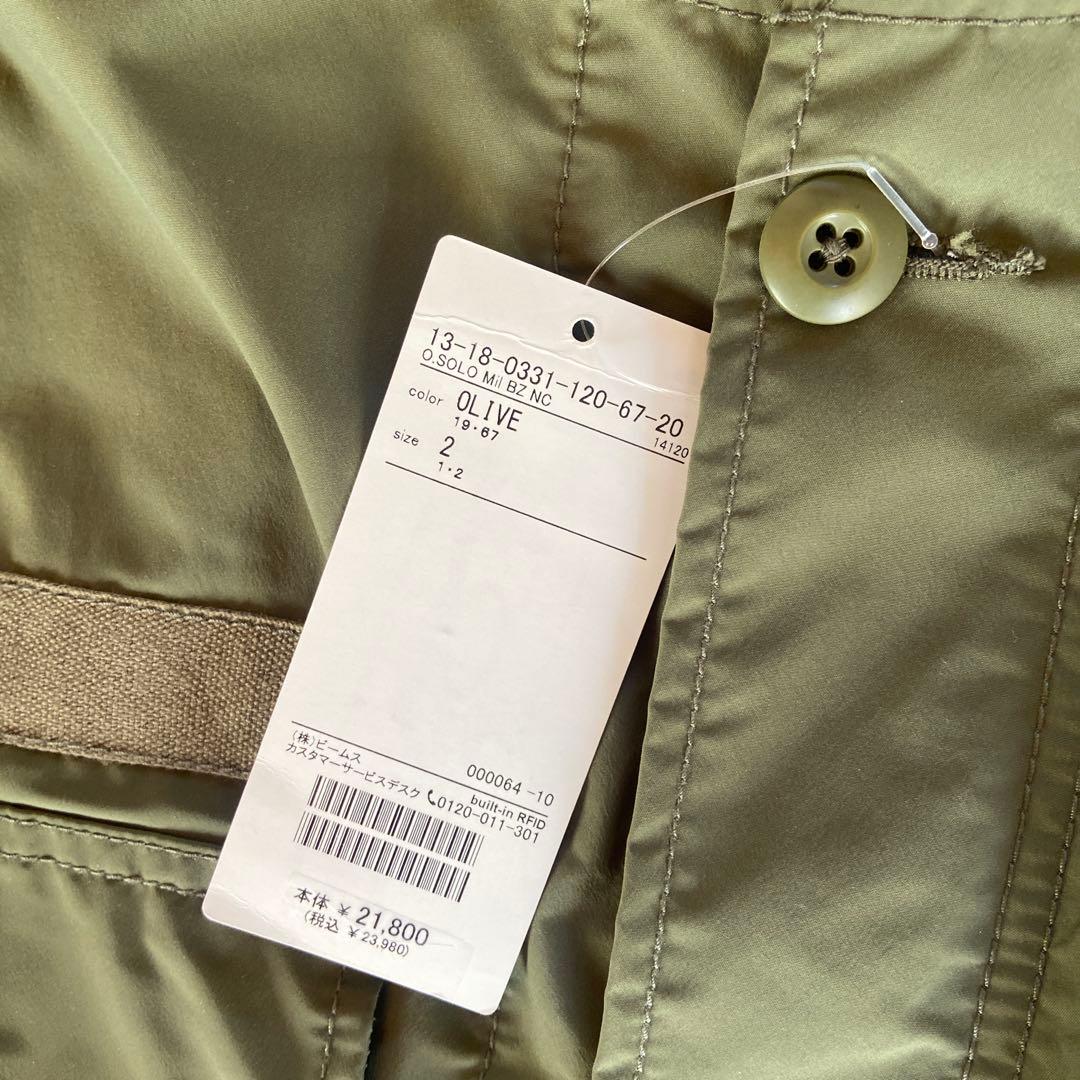 13-18-0331-120-67-20
O.SOLO Mil BZ NC
14120
color OLIVE
19・67
size 2
1・2
(株)ビームス
000064 -10
カスタマーサービスデスク 0120-011-301
built-in RFID
本体 ¥ 21,800
(税込 ¥ 23,980)